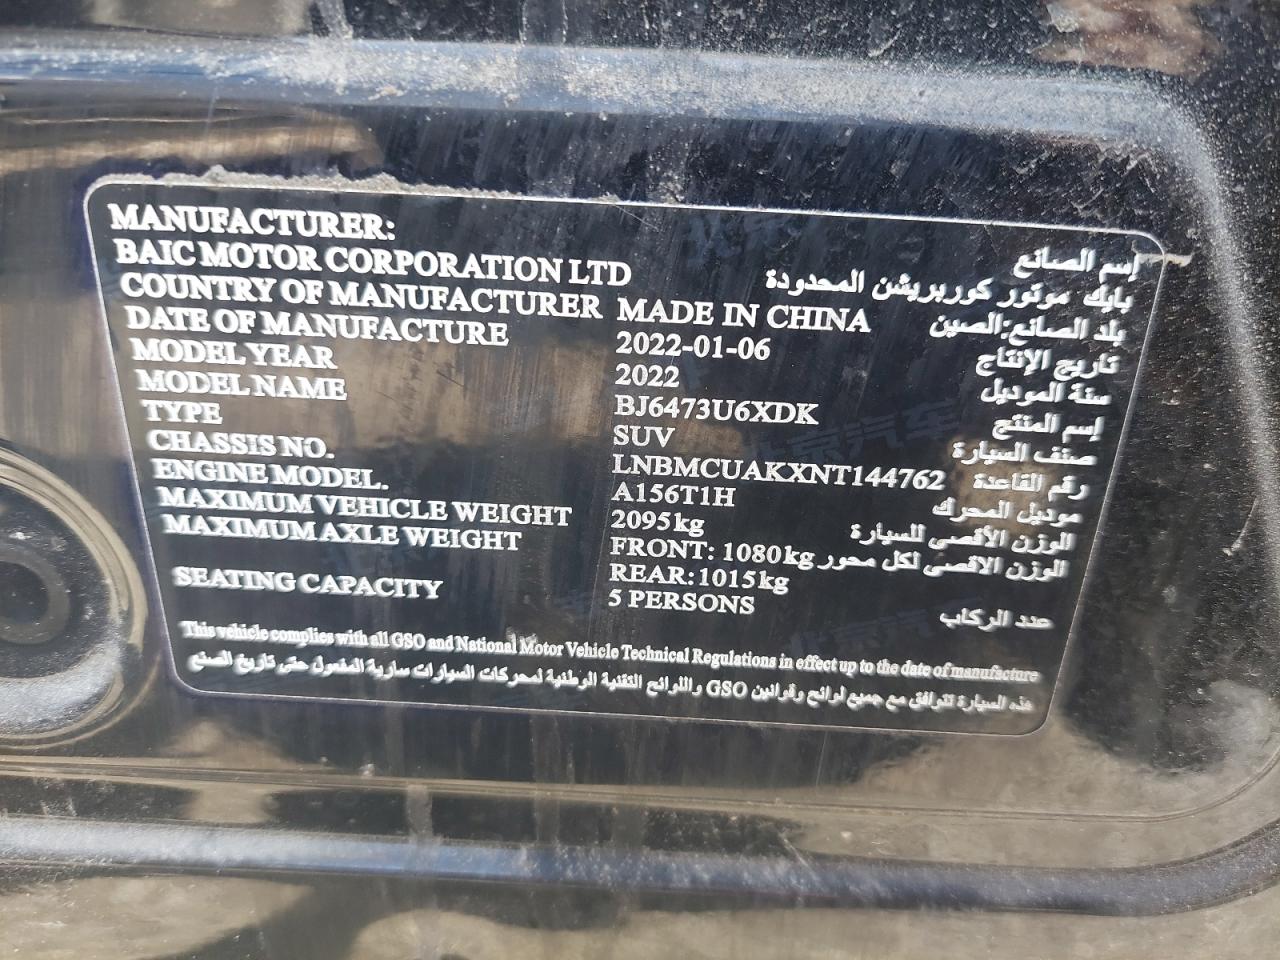 MANUFACTURER: إسم الصانع
BAIC MOTOR CORPORATION LTD بايك موتور كوربريشن المحدودة
COUNTRY OF MANUFACTURER MADE IN CHINA بلد الصانع:الصين
DATE OF MANUFACTURE 2022-01-06 تاريخ الإنتاج
MODEL YEAR 2022 سنة الموديل
MODEL NAME BJ6473U6XDK إسم المنتج
TYPE SUV صنف السيارة
CHASSIS NO. LNBMCUAKXNT144762 رقم القاعدة
ENGINE MODEL. A156T1H موديل المحرك
MAXIMUM VEHICLE WEIGHT 2095kg الوزن الأقصى للسيارة
MAXIMUM AXLE WEIGHT FRONT: 1080kg الوزن الاقصى لكل محور
REAR:1015kg
SEATING CAPACITY 5 PERSONS عدد الركاب
This vehicle complies with all GSO and National Motor Vehicle Technical Regulations in effect up to the date of manufacture
هذه السيارة تتوافق مع جميع لوائح وقوانين GSO واللوائح التقنية الوطنية لمحركات السيارات سارية المفعول حتى تاريخ الصنع